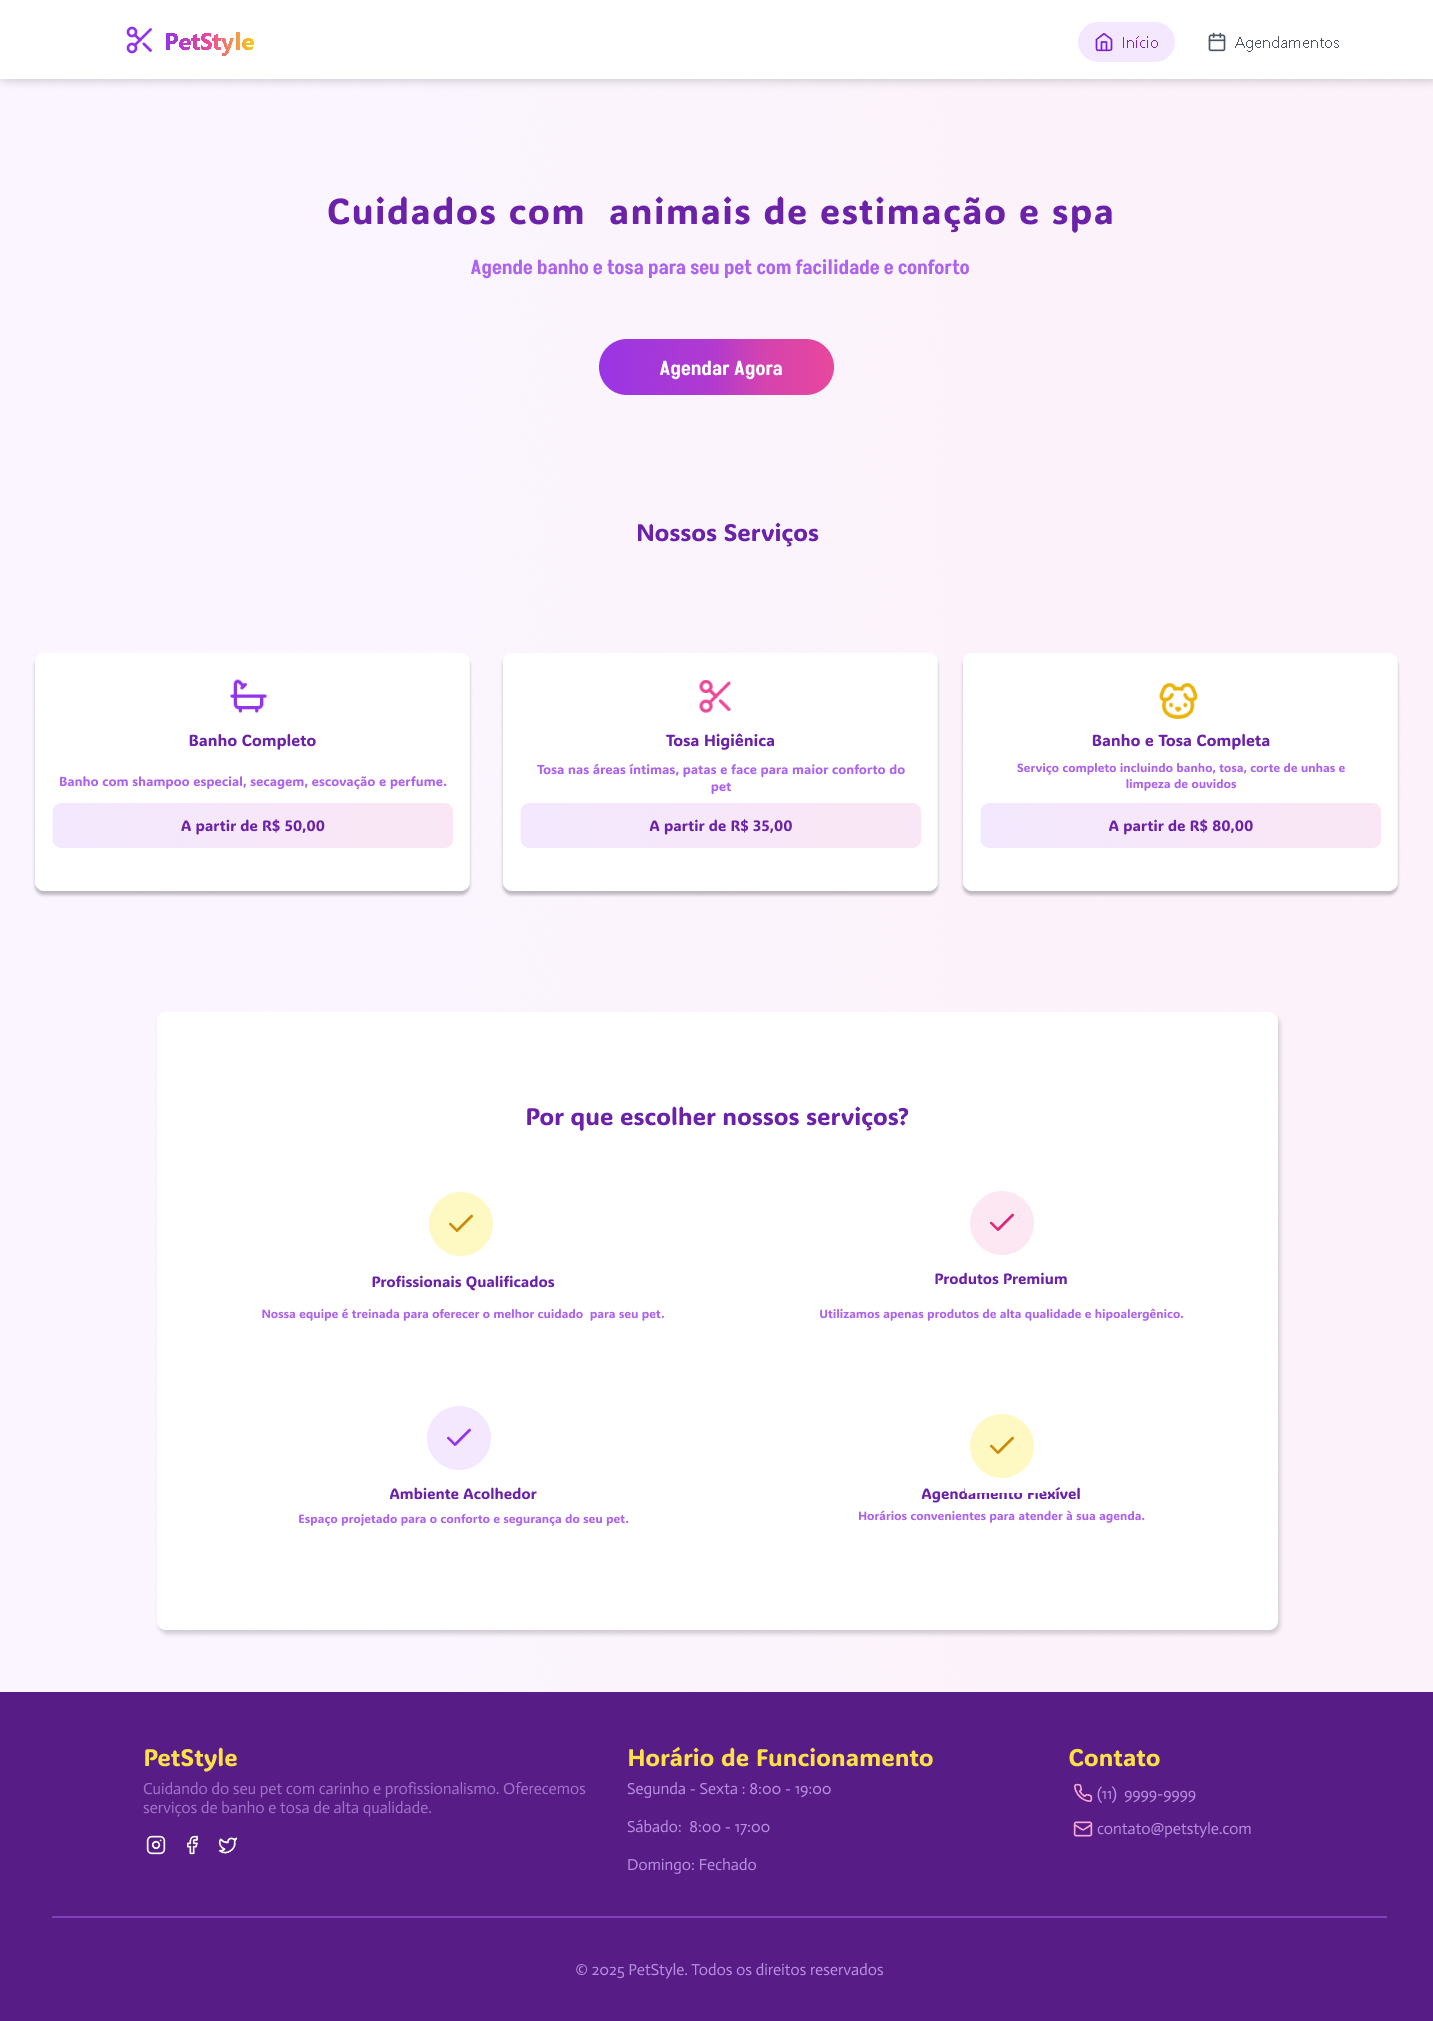 PetStyle
Início
Agendamentos
Cuidados com animais de estimação e spa
Agende banho e tosa para seu pet com facilidade e conforto
Agendar Agora
Nossos Serviços
Banho Completo
Banho com shampoo especial, secagem, escovação e perfume.
A partir de R$ 50,00
Tosa Higiênica
Tosa nas áreas íntimas, patas e face para maior conforto do
pet
A partir de R$ 35,00
Banho e Tosa Completa
Serviço completo incluindo banho, tosa, corte de unhas e
limpeza de ouvidos
A partir de R$ 80,00
Por que escolher nossos serviços?
Profissionais Qualificados
Nossa equipe é treinada para oferecer o melhor cuidado para seu pet.
Produtos Premium
Utilizamos apenas produtos de alta qualidade e hipoalergênico.
Ambiente Acolhedor
Espaço projetado para o conforto e segurança do seu pet.
Agendamento Flexível
Horários convenientes para atender à sua agenda.
PetStyle
Cuidando do seu pet com carinho e profissionalismo. Oferecemos
serviços de banho e tosa de alta qualidade.
Horário de Funcionamento
Segunda - Sexta : 8:00 - 19:00
Sábado: 8:00 - 17:00
Domingo: Fechado
Contato
(11) 9999-9999
contato@petstyle.com
© 2025 PetStyle. Todos os direitos reservados